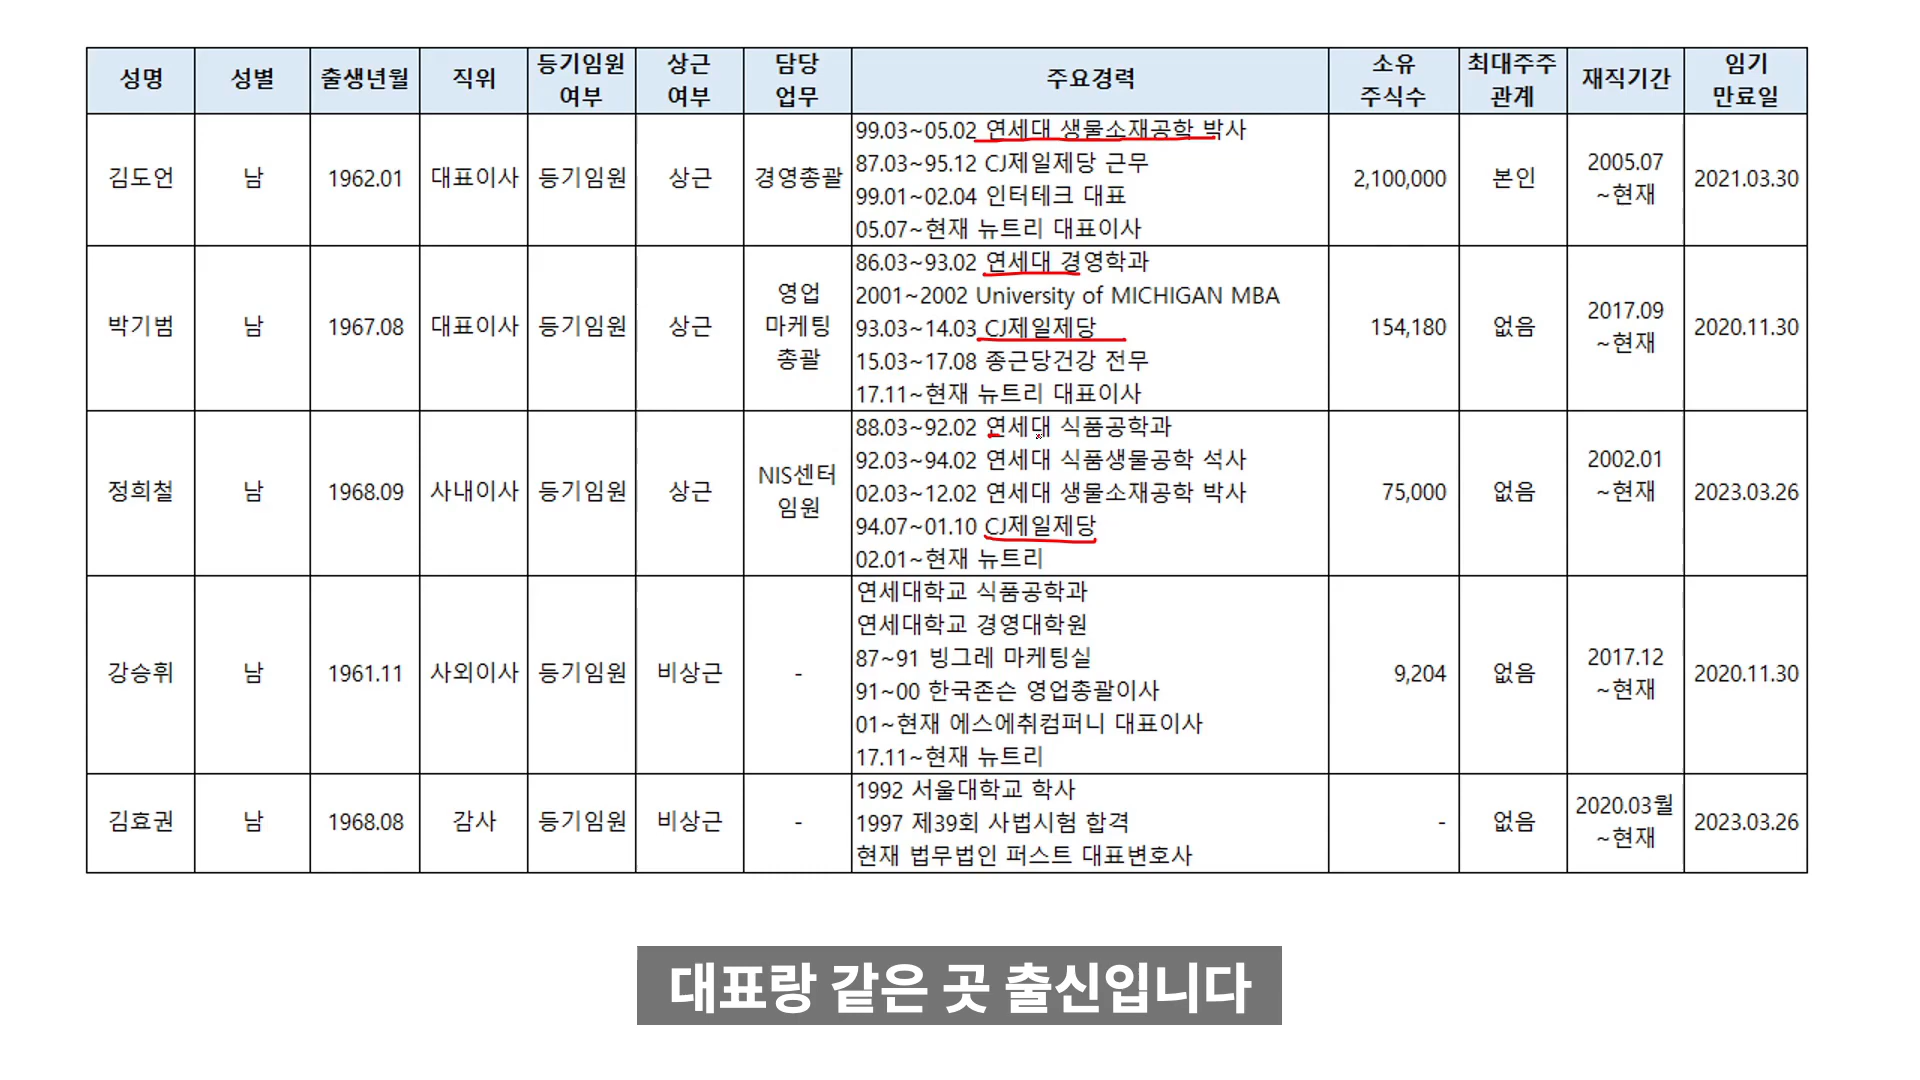 성명 성별 출생년월 직위 등기임원 여부 상근 여부 담당 업무 주요경력 소유 주식수 최대주주 관계 재직기간 임기 만료일
김도언 남 1962.01 대표이사 등기임원 상근 경영총괄
99.03~05.02 연세대 생물소재공학 박사
87.03~95.12 CJ제일제당 근무
99.01~02.04 인터테크 대표
05.07~현재 뉴트리 대표이사
2,100,000 본인 2005.07 ~현재 2021.03.30
박기범 남 1967.08 대표이사 등기임원 상근 영업 마케팅 총괄
86.03~93.02 연세대 경영학과
2001~2002 University of MICHIGAN MBA
93.03~14.03 CJ제일제당
15.03~17.08 종근당건강 전무
17.11~현재 뉴트리 대표이사
154,180 없음 2017.09 ~현재 2020.11.30
정희철 남 1968.09 사내이사 등기임원 상근 NIS센터 임원
88.03~92.02 연세대 식품공학과
92.03~94.02 연세대 식품생물공학 석사
02.03~12.02 연세대 생물소재공학 박사
94.07~01.10 CJ제일제당
02.01~현재 뉴트리
75,000 없음 2002.01 ~현재 2023.03.26
강승휘 남 1961.11 사외이사 등기임원 비상근 -
연세대학교 식품공학과
연세대학교 경영대학원
87~91 빙그레 마케팅실
91~00 한국존슨 영업총괄이사
01~현재 에스에취컴퍼니 대표이사
17.11~현재 뉴트리
9,204 없음 2017.12 ~현재 2020.11.30
김효권 남 1968.08 감사 등기임원 비상근 -
1992 서울대학교 학사
1997 제39회 사법시험 합격
현재 법무법인 퍼스트 대표변호사
- 없음 2020.03월 ~현재 2023.03.26
대표랑 같은 곳 출신입니다